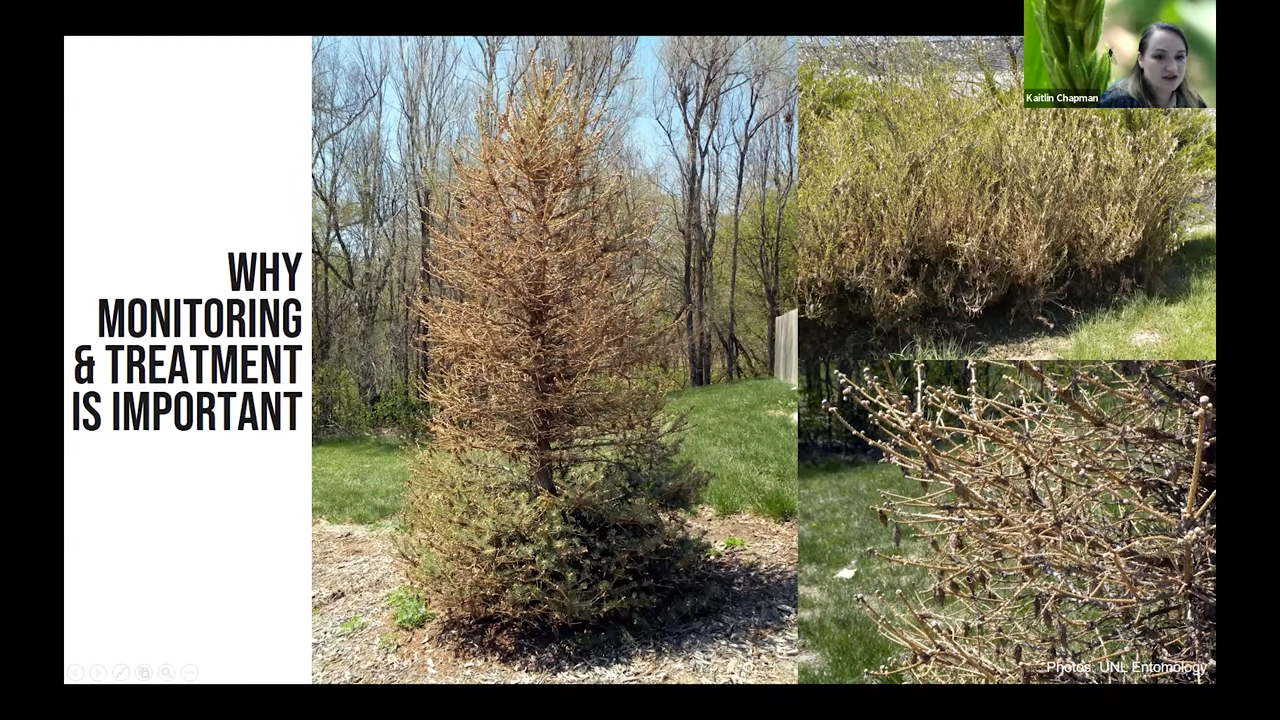 WHY
MONITORING
& TREATMENT
IS IMPORTANT
Kaitlin Chapman
Photos: UNL Entomology